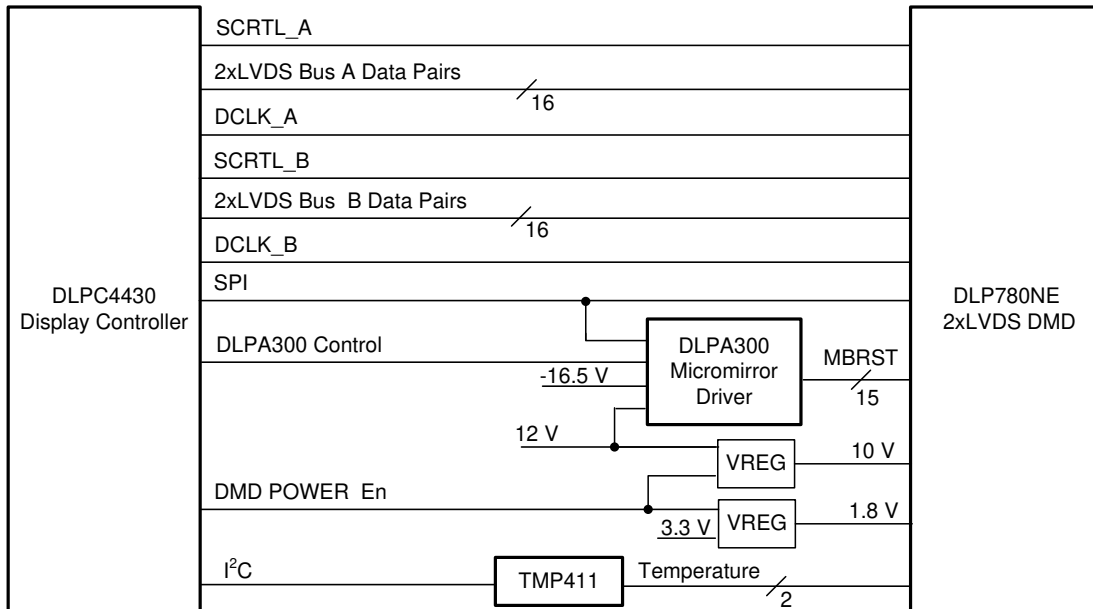 SCRTL_A
2xLVDS Bus A Data Pairs
16
DCLK_A
SCRTL_B
2xLVDS Bus B Data Pairs
16
DCLK_B
SPI
DLPC4430
Display Controller
DLP780NE
2xLVDS DMD
DLPA300 Control
DLPA300
Micromirror
Driver
MBRST
15
-16.5 V
12 V
VREG
10 V
DMD POWER En
3.3 V
VREG
1.8 V
I²C
TMP411
Temperature
2